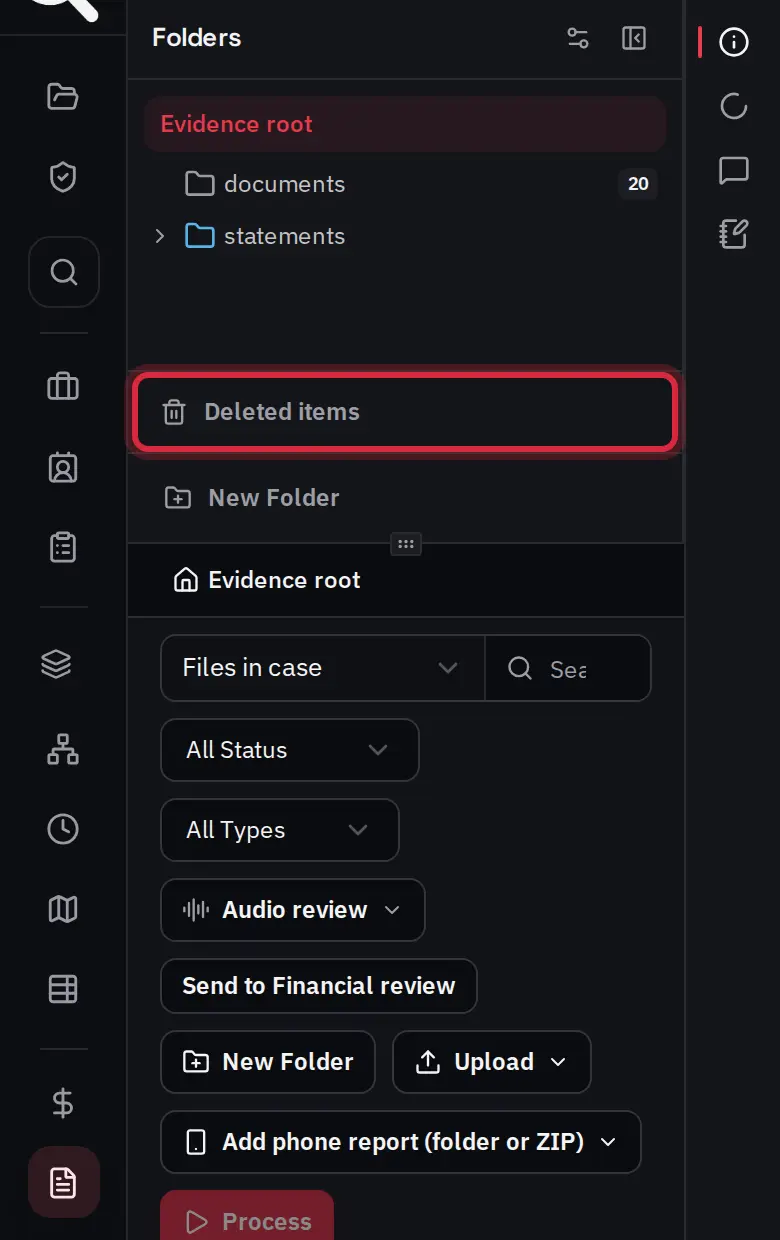 Folders
Evidence root
documents 20
statements
Deleted items
New Folder
Evidence root
Files in case
All Status
All Types
Audio review
Send to Financial review
New Folder Upload
Add phone report (folder or ZIP)
Process